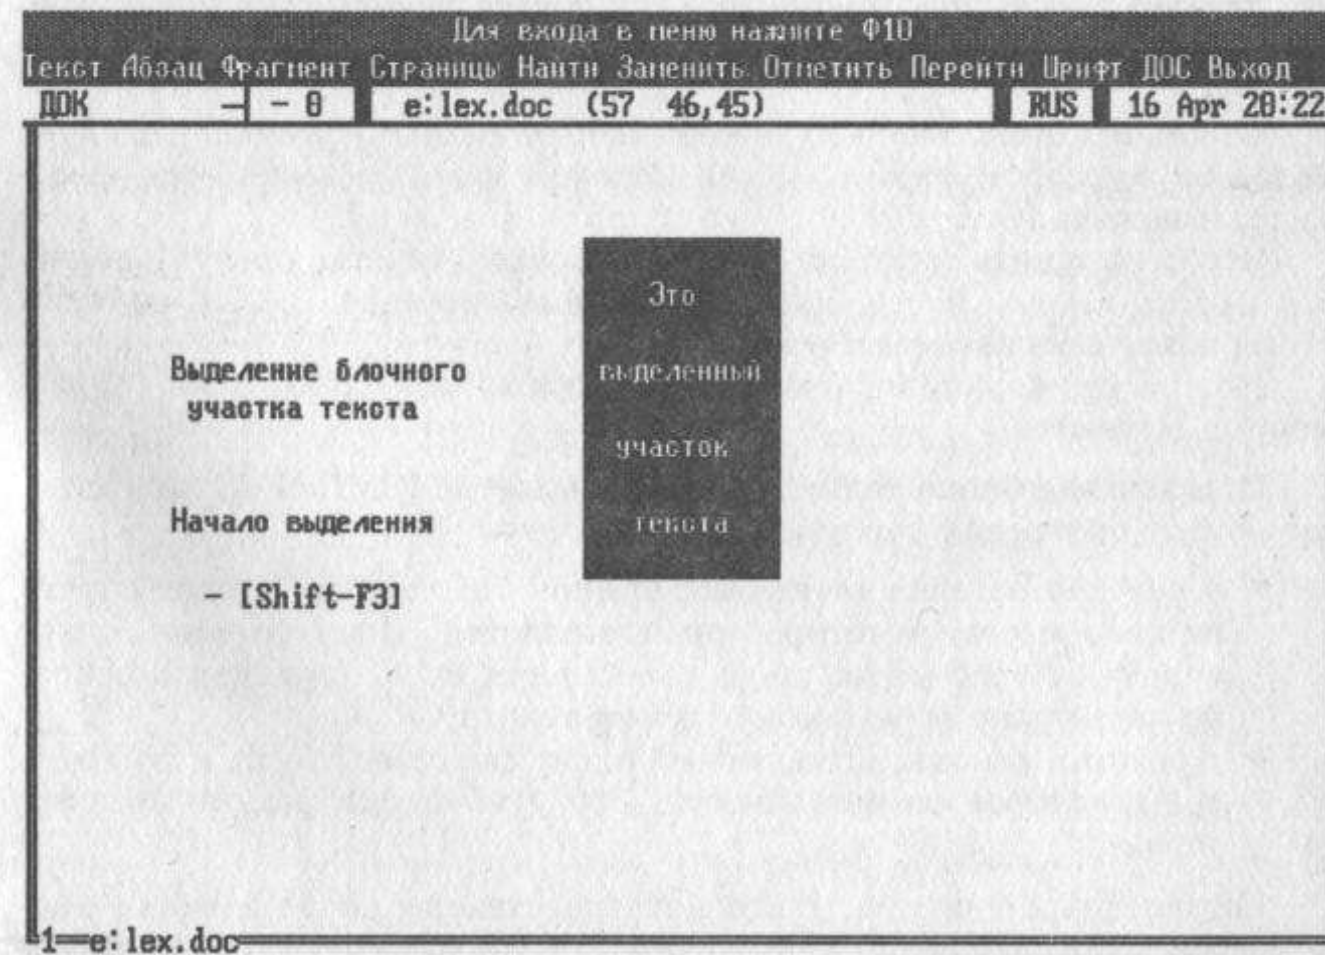 Для входа в меню нажмите Ф10
Текст Абзац Фрагмент Страницы Найти Заменить Отметить Перейти Шрифт ДОС Выход
ДОК — - 0 e:lex.doc (57 46,45) RUS 16 Apr 20:22
Это
Выделение блочного
выделенный
участка текста
участок
Начало выделения
текста
- [Shift-F3]
1 e:lex.doc